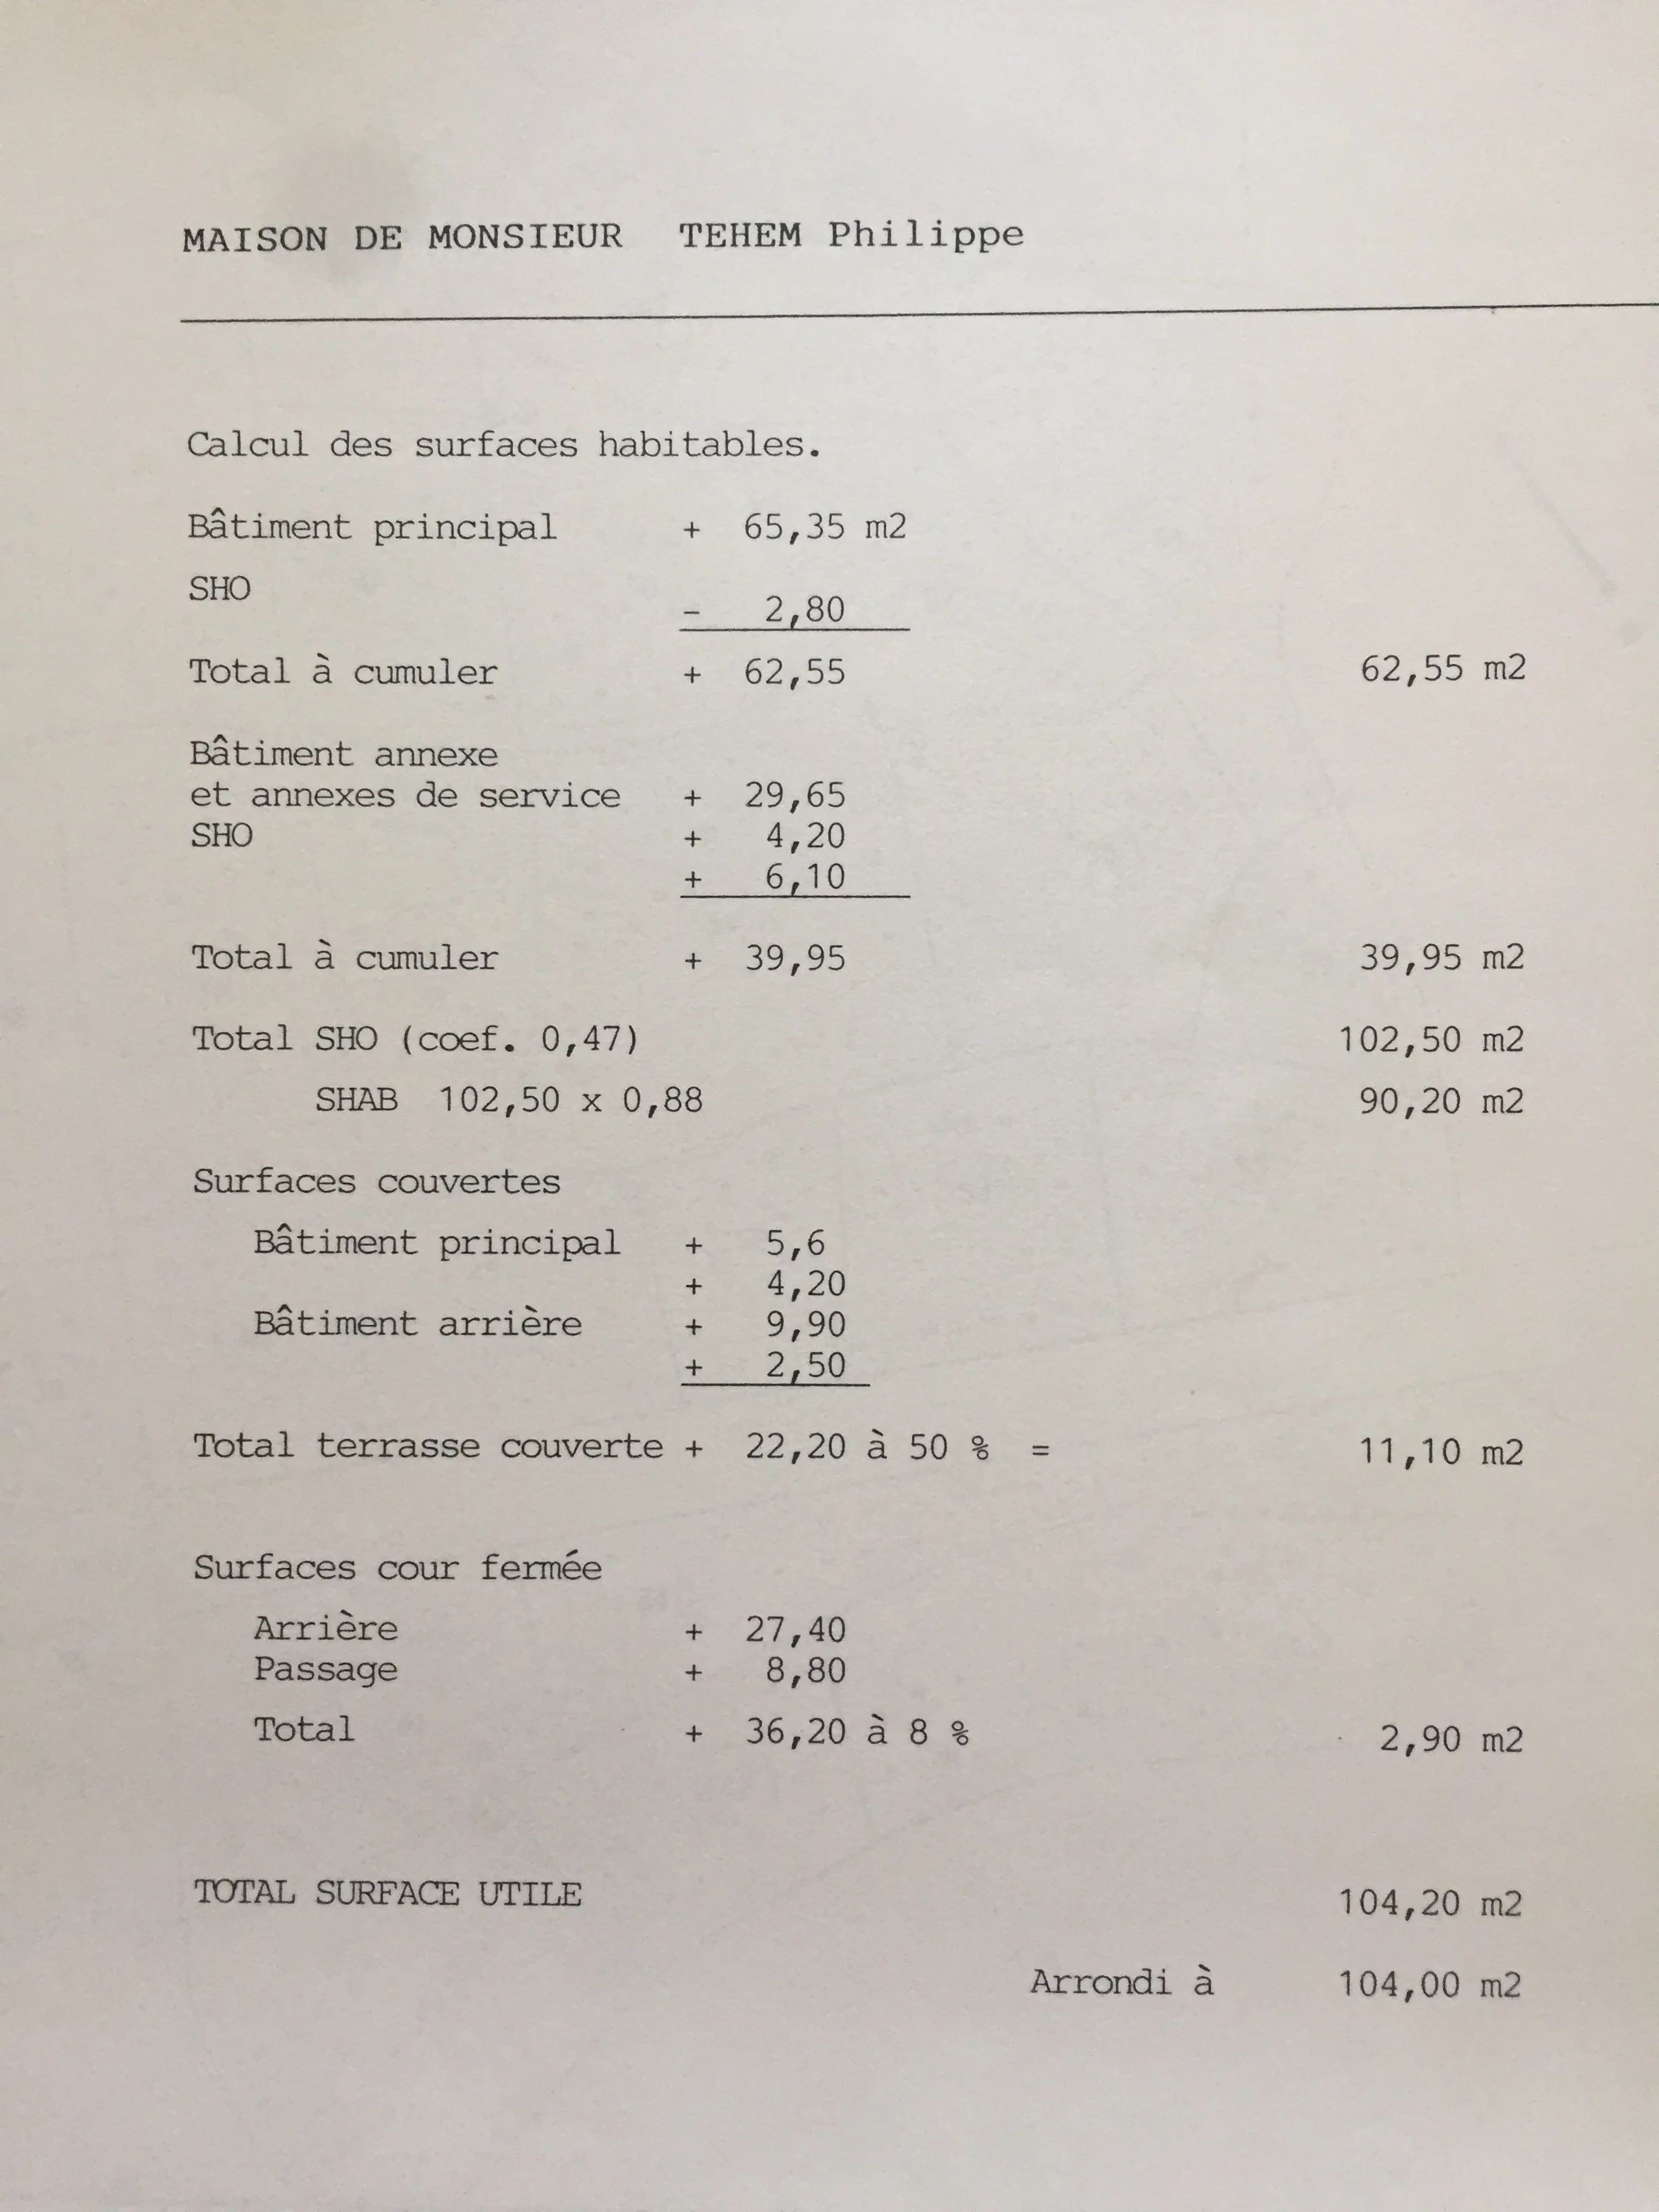 MAISON DE MONSIEUR TEHEM Philippe
Calcul des surfaces habitables.
Bâtiment principal + 65,35 m2
SHO - 2,80
Total à cumuler + 62,55 62,55 m2
Bâtiment annexe
et annexes de service + 29,65
SHO + 4,20
+ 6,10
Total à cumuler + 39,95 39,95 m2
Total SHO (coef. 0,47) 102,50 m2
SHAB 102,50 x 0,88 90,20 m2
Surfaces couvertes
Bâtiment principal + 5,6
+ 4,20
Bâtiment arrière + 9,90
+ 2,50
Total terrasse couverte + 22,20 à 50 % = 11,10 m2
Surfaces cour fermée
Arrière + 27,40
Passage + 8,80
Total + 36,20 à 8 % 2,90 m2
TOTAL SURFACE UTILE 104,20 m2
Arrondi à 104,00 m2